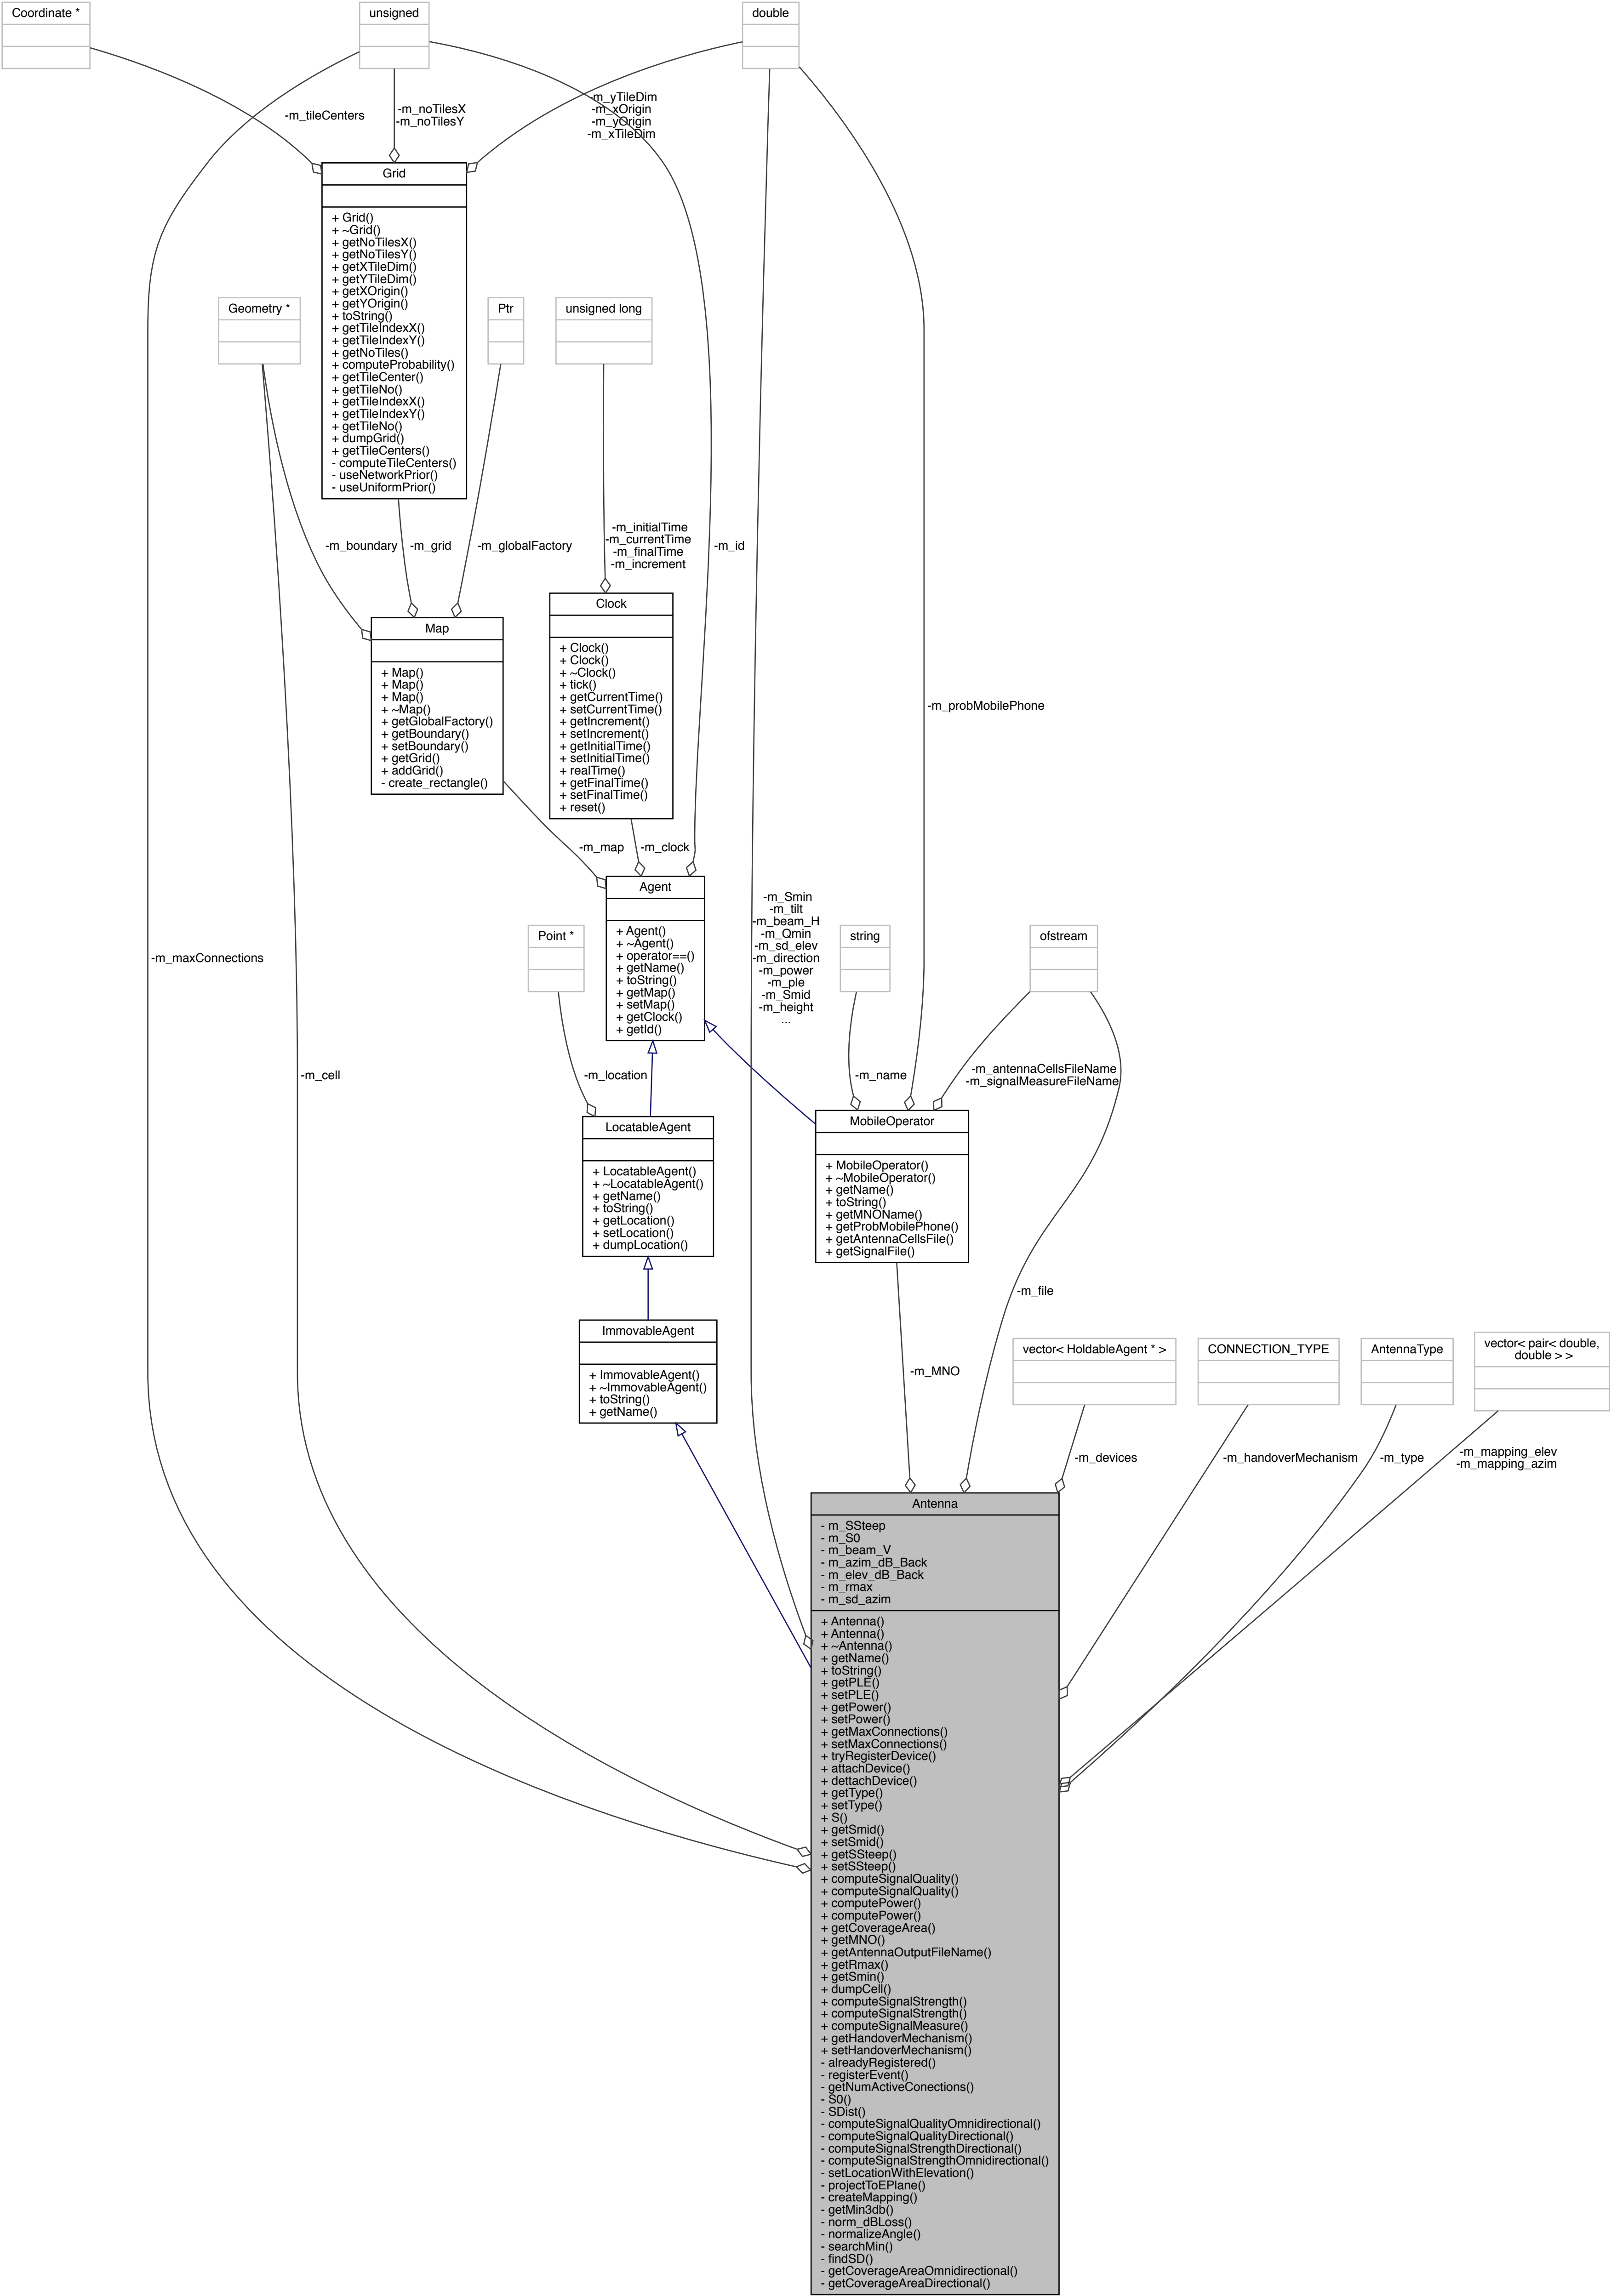 Coordinate *
unsigned
double
-m_tileCenters
-m_noTilesX
-m_noTilesY
-m_yTileDim
-m_xOrigin
-m_yOrigin
-m_xTileDim
Grid
+ Grid()
+ ~Grid()
+ getNoTilesX()
+ getNoTilesY()
+ getXTileDim()
+ getYTileDim()
+ getXOrigin()
+ getYOrigin()
+ toString()
+ getTileIndexX()
+ getTileIndexY()
+ getNoTiles()
+ computeProbability()
+ getTileCenter()
+ getTileNo()
+ getTileIndexX()
+ getTileIndexY()
+ getTileNo()
+ dumpGrid()
+ getTileCenters()
- computeTileCenters()
- useNetworkPrior()
- useUniformPrior()
Geometry *
Ptr
unsigned long
-m_boundary
-m_grid
-m_globalFactory
-m_initialTime
-m_currentTime
-m_finalTime
-m_increment
-m_id
Map
+ Map()
+ Map()
+ Map()
+ ~Map()
+ getGlobalFactory()
+ getBoundary()
+ setBoundary()
+ getGrid()
+ addGrid()
- create_rectangle()
Clock
+ Clock()
+ Clock()
+ ~Clock()
+ tick()
+ getCurrentTime()
+ setCurrentTime()
+ getIncrement()
+ setIncrement()
+ getInitialTime()
+ setInitialTime()
+ realTime()
+ getFinalTime()
+ setFinalTime()
+ reset()
-m_probMobilePhone
-m_map
-m_clock
Agent
+ Agent()
+ ~Agent()
+ operator==()
+ getName()
+ toString()
+ getMap()
+ setMap()
+ getClock()
+ getId()
-m_Smin
-m_tilt
-m_beam_H
-m_Qmin
-m_sd_elev
-m_direction
-m_power
-m_ple
-m_Smid
-m_height
...
Point *
string
ofstream
-m_maxConnections
-m_cell
-m_location
-m_name
-m_antennaCellsFileName
-m_signalMeasureFileName
LocatableAgent
+ LocatableAgent()
+ ~LocatableAgent()
+ getName()
+ toString()
+ getLocation()
+ setLocation()
+ dumpLocation()
MobileOperator
+ MobileOperator()
+ ~MobileOperator()
+ getName()
+ toString()
+ getMNOName()
+ getProbMobilePhone()
+ getAntennaCellsFile()
+ getSignalFile()
-m_file
ImmovableAgent
+ ImmovableAgent()
+ ~ImmovableAgent()
+ toString()
+ getName()
-m_MNO
vector< HoldableAgent * >
CONNECTION_TYPE
AntennaType
vector< pair< double,
double > >
-m_devices
-m_handoverMechanism
-m_type
-m_mapping_elev
-m_mapping_azim
Antenna
- m_SSteep
- m_S0
- m_beam_V
- m_azim_dB_Back
- m_elev_dB_Back
- m_rmax
- m_sd_azim
+ Antenna()
+ Antenna()
+ ~Antenna()
+ getName()
+ toString()
+ getPLE()
+ setPLE()
+ getPower()
+ setPower()
+ getMaxConnections()
+ setMaxConnections()
+ tryRegisterDevice()
+ attachDevice()
+ dettachDevice()
+ getType()
+ setType()
+ S()
+ getSmid()
+ setSmid()
+ getSSteep()
+ setSSteep()
+ computeSignalQuality()
+ computeSignalQuality()
+ computePower()
+ computePower()
+ getCoverageArea()
+ getMNO()
+ getAntennaOutputFileName()
+ getRmax()
+ getSmin()
+ dumpCell()
+ computeSignalStrength()
+ computeSignalStrength()
+ computeSignalMeasure()
+ getHandoverMechanism()
+ setHandoverMechanism()
- alreadyRegistered()
- registerEvent()
- getNumActiveConections()
- S0()
- SDist()
- computeSignalQualityOmnidirectional()
- computeSignalQualityDirectional()
- computeSignalStrengthDirectional()
- computeSignalStrengthOmnidirectional()
- setLocationWithElevation()
- projectToEPlane()
- createMapping()
- getMin3db()
- norm_dBLoss()
- normalizeAngle()
- searchMin()
- findSD()
- getCoverageAreaOmnidirectional()
- getCoverageAreaDirectional()